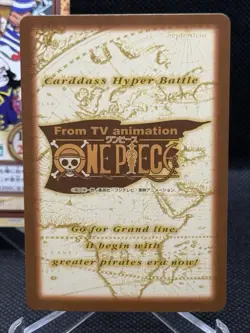 Septentrio
Carddass Hyper Battle
From TV animation
ワンピース
ONE PIECE
Go for Grand line.
it begin with
greater pirates era now!